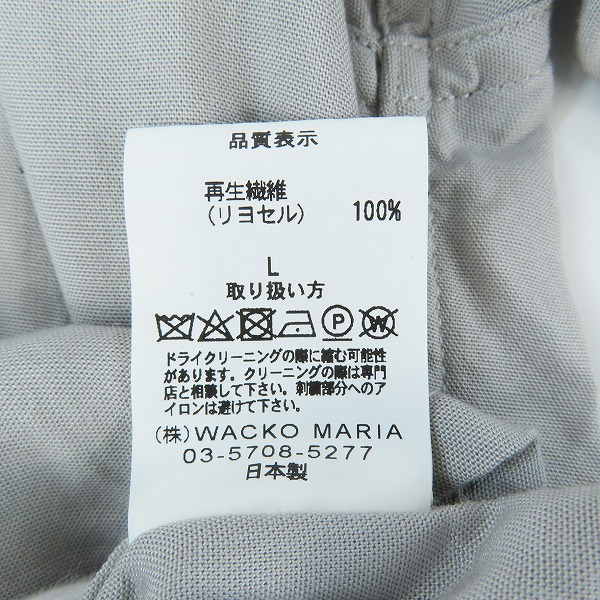 品質表示
再生繊維
(リヨセル) 100%
L
取り扱い方
P W
ドライクリーニングの際に縮む可能性
があります。クリーニングの際は専門
店と相談して下さい。刺繍部分へのア
イロンは避けて下さい。
(株)WACKO MARIA
03-5708-5277
日本製